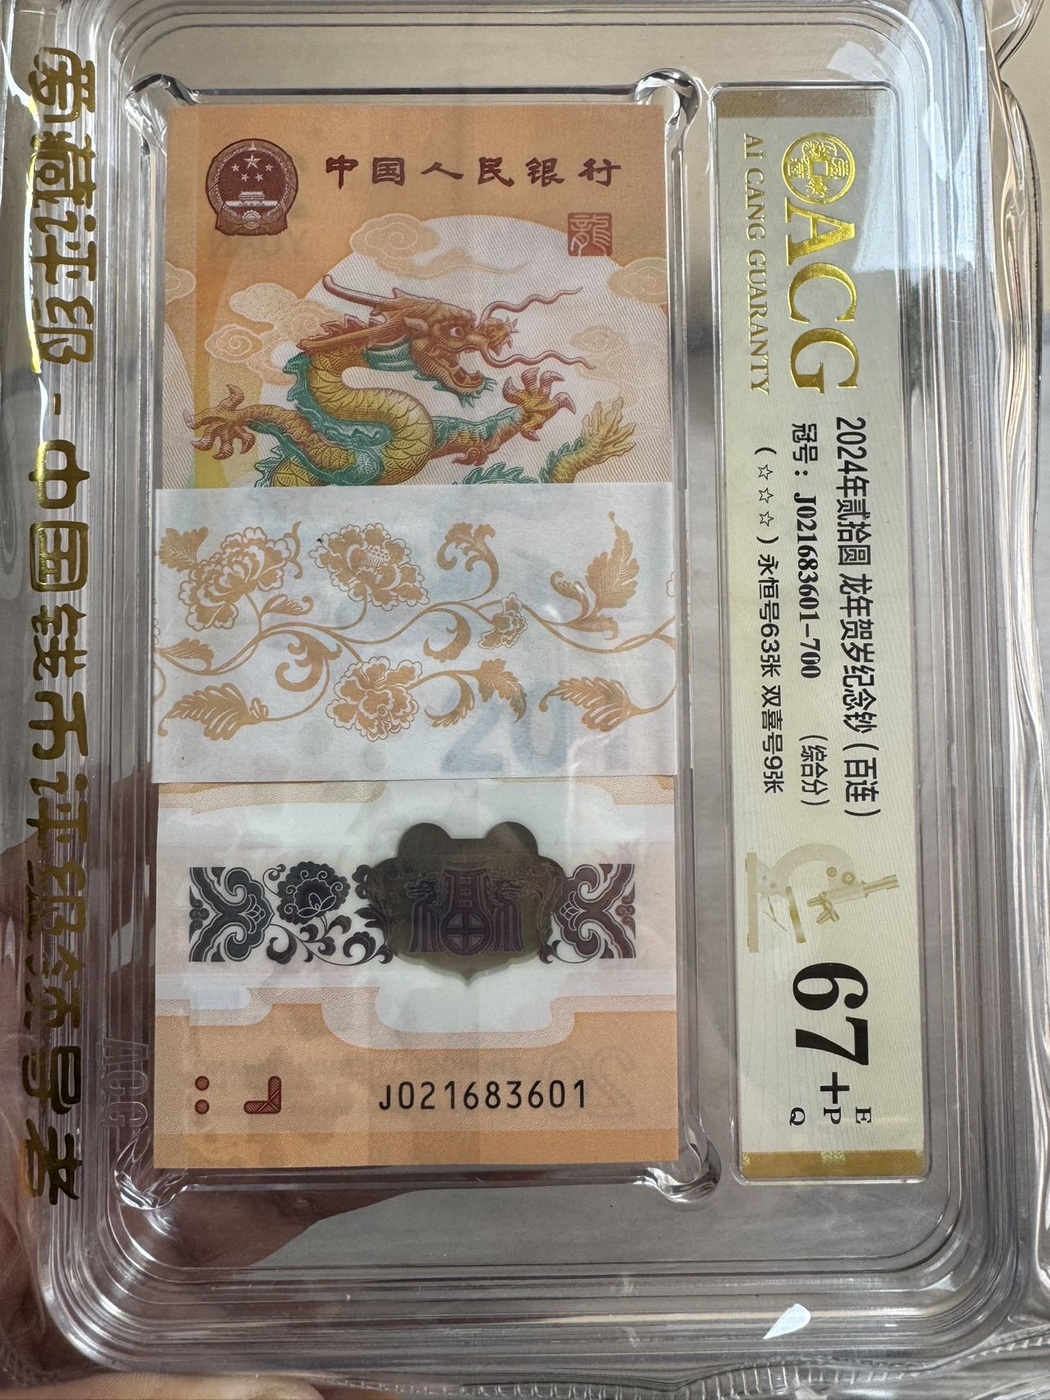 爱藏评级-中国钱币评级领导者
中国人民银行
龍
20
J021683601
ACG
AI CANG GUARANTY
2024年贰拾圆 龙年贺岁纪念钞（百连）
冠号：J021683601-700 （综合分）
（☆☆☆）永恒号63张 双喜号9张
67+
E
P
Q
ACG